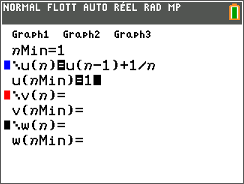 NORMAL FLOTT AUTO RÉEL RAD MP
Graph1 Graph2 Graph3
nMin=1
\u(n)=u(n-1)+1/n
u(nMin)=1
\v(n)=
v(nMin)=
\w(n)=
w(nMin)=